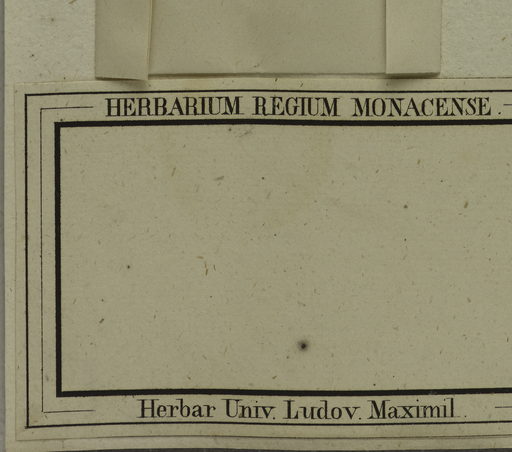 HERBARIUM REGIUM MONACENSE.
Herbar Univ. Ludov. Maximil.